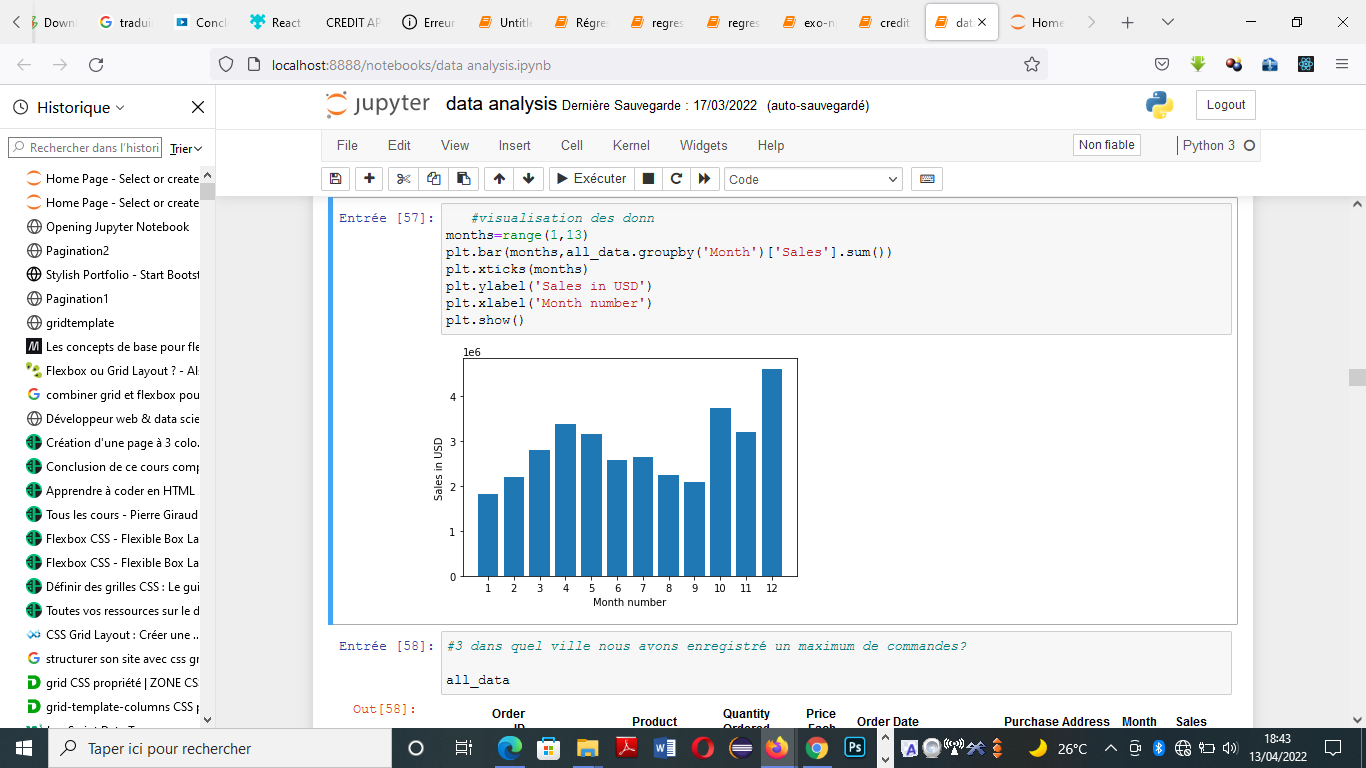 Down
tradui
Concl
React
CREDIT AP
Erreur
Untitle
Régres
regres
regres
exo-n
credit
dat
Home
localhost:8888/notebooks/data analysis.ipynb
Historique
Rechercher dans l'histori
Trier
Home Page - Select or create
Home Page - Select or create
Opening Jupyter Notebook
Pagination2
Stylish Portfolio - Start Bootst
Pagination1
gridtemplate
Les concepts de base pour fle
Flexbox ou Grid Layout ? - Al
combiner grid et flexbox pou
Développeur web & data scie
Création d'une page à 3 colo.
Conclusion de ce cours comp
Apprendre à coder en HTML
Tous les cours - Pierre Giraud
Flexbox CSS - Flexible Box La
Flexbox CSS - Flexible Box La
Définir des grilles CSS : Le gui
Toutes vos ressources sur le d
CSS Grid Layout : Créer une ..
structurer son site avec css gr
grid CSS propriété | ZONE CS
grid-template-columns CSS p
jupyter data analysis Dernière Sauvegarde : 17/03/2022 (auto-sauvegardé)
Logout
File Edit View Insert Cell Kernel Widgets Help
Non fiable
Python 3
Exécuter
Code
Entrée [57]:
#visualisation des donn
months=range(1,13)
plt.bar(months,all_data.groupby('Month')['Sales'].sum())
plt.xticks(months)
plt.ylabel('Sales in USD')
plt.xlabel('Month number')
plt.show()
1e6
4
3
2
1
0
Sales in USD
1 2 3 4 5 6 7 8 9 10 11 12
Month number
Entrée [58]:
#3 dans quel ville nous avons enregistré un maximum de commandes?
all_data
Out[58]:
Order Product Quantity Price Order Date Purchase Address Month Sales
ID Ordered Each
Taper ici pour rechercher
26°C
18:43
13/04/2022